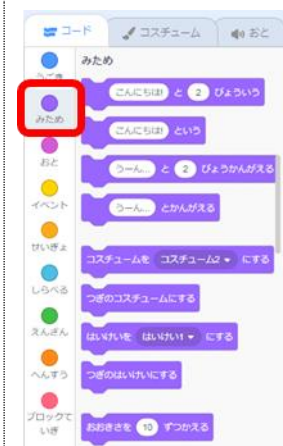 コード コスチューム おと
うごき
みため
おと
イベント
せいぎょ
しらべる
えんざん
へんすう
ブロックてい​ぎ
みため
こんにちは! と 2 びょういう
こんにちは! という
うーん... と 2 びょうかんがえる
うーん... とかんがえる
コスチュームを コスチューム2 にする
つぎのコスチュームにする
はいけいを はいけい1 にする
つぎのはいけいにする
おおきさを 10 ずつかえる